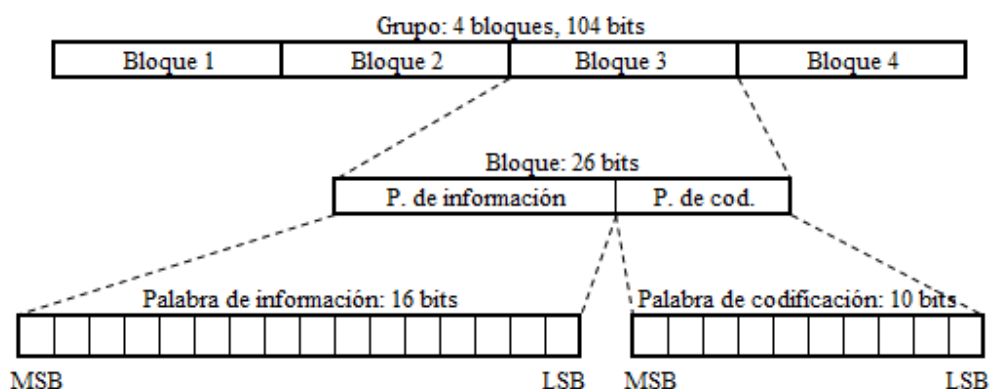 Grupo: 4 bloques, 104 bits
Bloque 1 Bloque 2 Bloque 3 Bloque 4
Bloque: 26 bits
P. de información P. de cod.
Palabra de información: 16 bits Palabra de codificación: 10 bits
MSB LSB MSB LSB